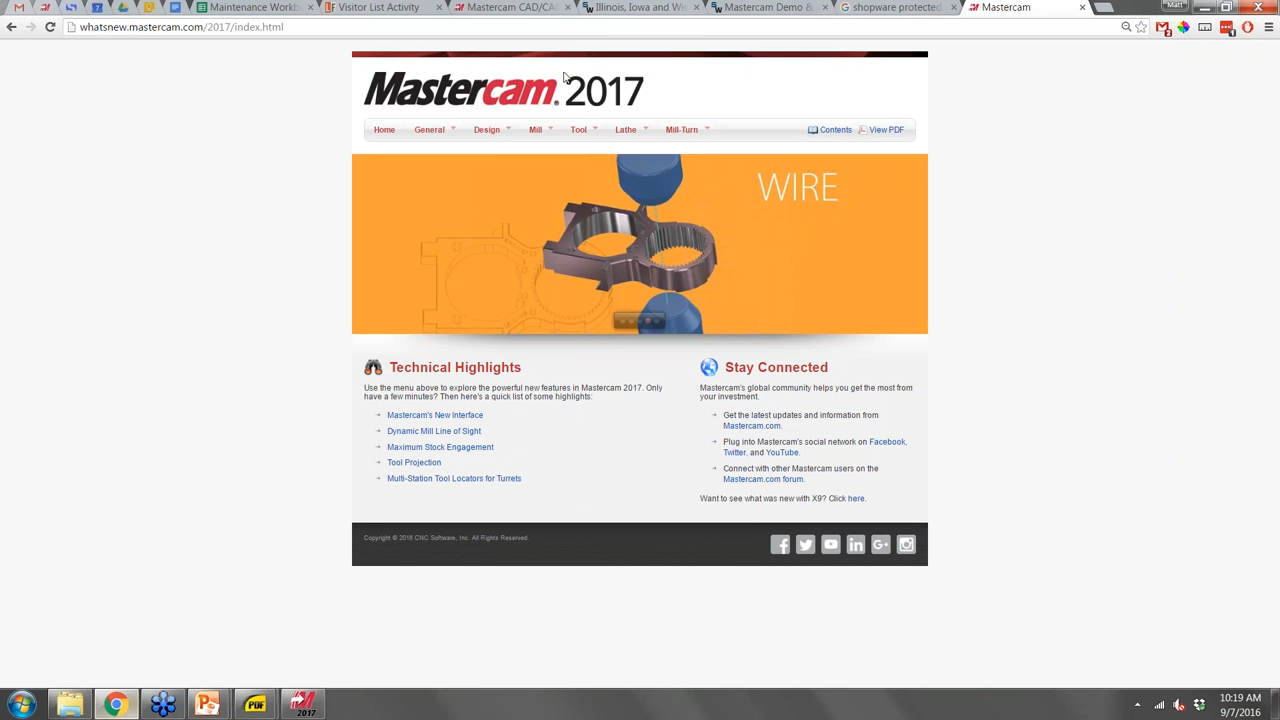 List Activity
Maintenance Workbe
Mastercam CAD/CA
Illinois, Iowa and Wi
Mastercam Customer
shopware protected
Mastercam
Matt
whatsnew.mastercam.com/2017/index.html
Mastercam® 2017
Home General Design Mill Tool Lathe Mill-Turn Contents View PDF
WIRE
Technical Highlights
Use the menu above to explore the powerful new features in Mastercam 2017. Only
have a few minutes? Then here's a quick list of some highlights:
Mastercam's New Interface
Dynamic Mill Line of Sight
Maximum Stock Engagement
Tool Projection
Multi-Station Tool Locators for Turrets
Stay Connected
Mastercam's global community helps you get the most from
your investment.
Get the latest updates and information from
Mastercam.com.
Plug into Mastercam's social network on Facebook,
Twitter, and YouTube.
Connect with other Mastercam users on the
Mastercam.com forum.
Want to see what was new with X9? Click here.
Copyright © 2016 CNC Software, Inc. All Rights Reserved.
PDF
2017
10:19 AM
9/7/2016